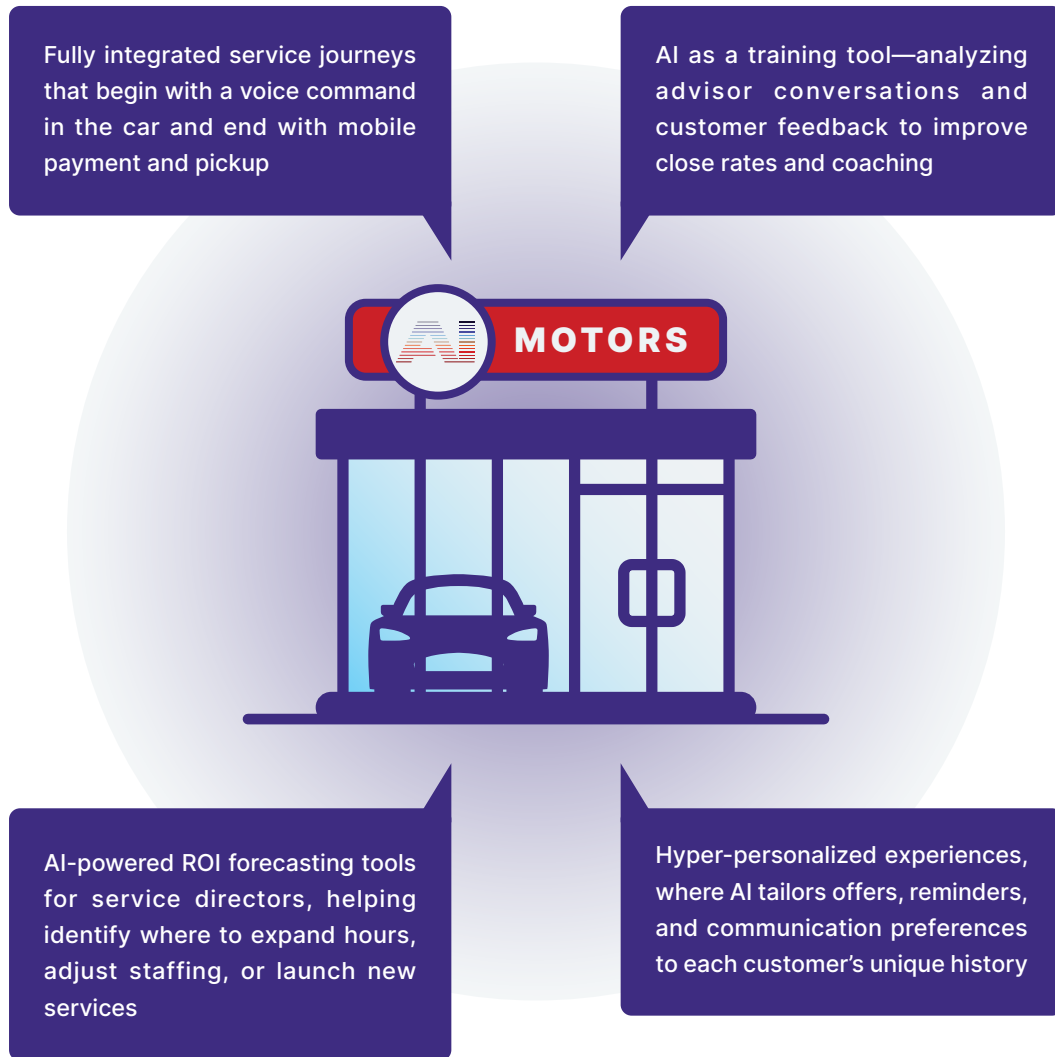 Fully integrated service journeys
that begin with a voice command
in the car and end with mobile
payment and pickup
AI as a training tool—analyzing
advisor conversations and
customer feedback to improve
close rates and coaching
AI MOTORS
AI-powered ROI forecasting tools
for service directors, helping
identify where to expand hours,
adjust staffing, or launch new
services
Hyper-personalized experiences,
where AI tailors offers, reminders,
and communication preferences
to each customer’s unique history